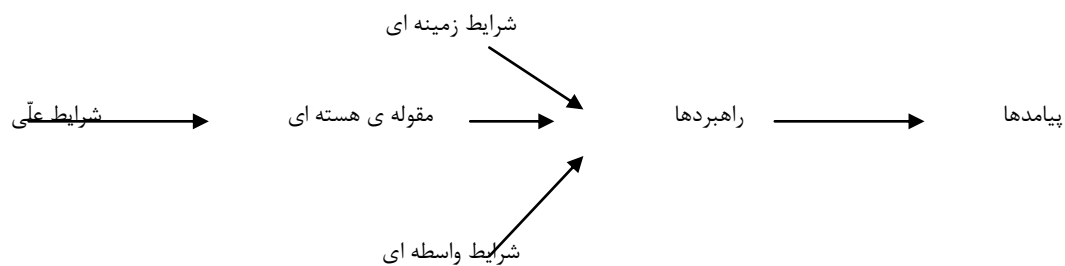 شرایط زمینه ای
شرایط علّی
مقوله ی هسته ای
راهبردها
پیامدها
شرایط واسطه ای